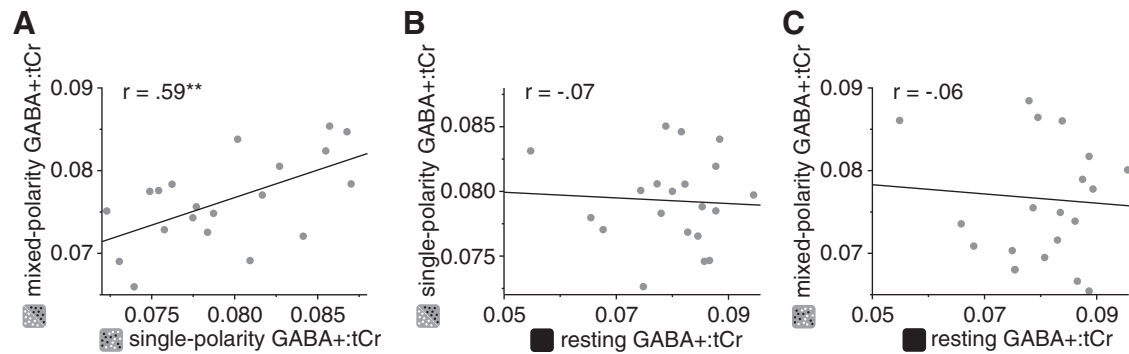 A
mixed-polarity GABA+:tCr
r = .59**
0.09
0.08
0.07
0.075
0.080
0.085
single-polarity GABA+:tCr
B
single-polarity GABA+:tCr
r = -.07
0.085
0.080
0.075
0.05
0.07
0.09
resting GABA+:tCr
C
mixed-polarity GABA+:tCr
r = -.06
0.09
0.08
0.07
0.05
0.07
0.09
resting GABA+:tCr